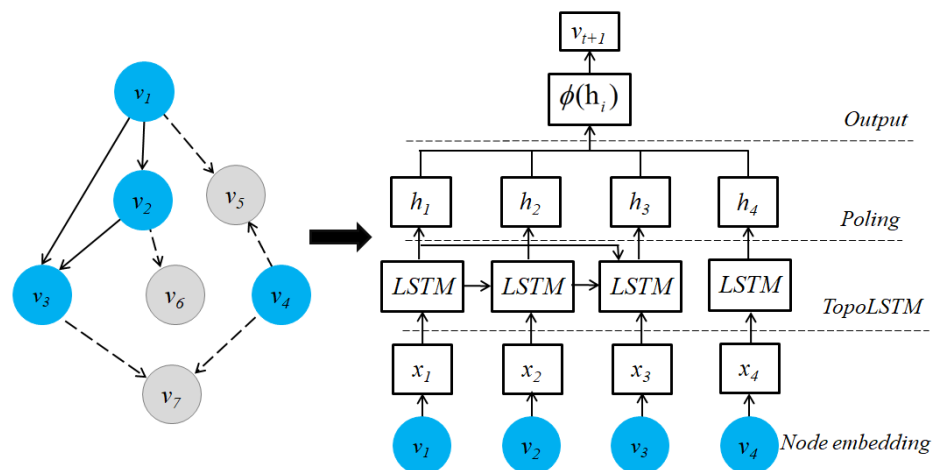 v1
v2
v5
v3
v6
v4
v7
vt+1
ϕ(hi)
Output
h1 h2 h3 h4
Poling
LSTM LSTM LSTM LSTM
TopoLSTM
x1 x2 x3 x4
v1 v2 v3 v4 Node embedding